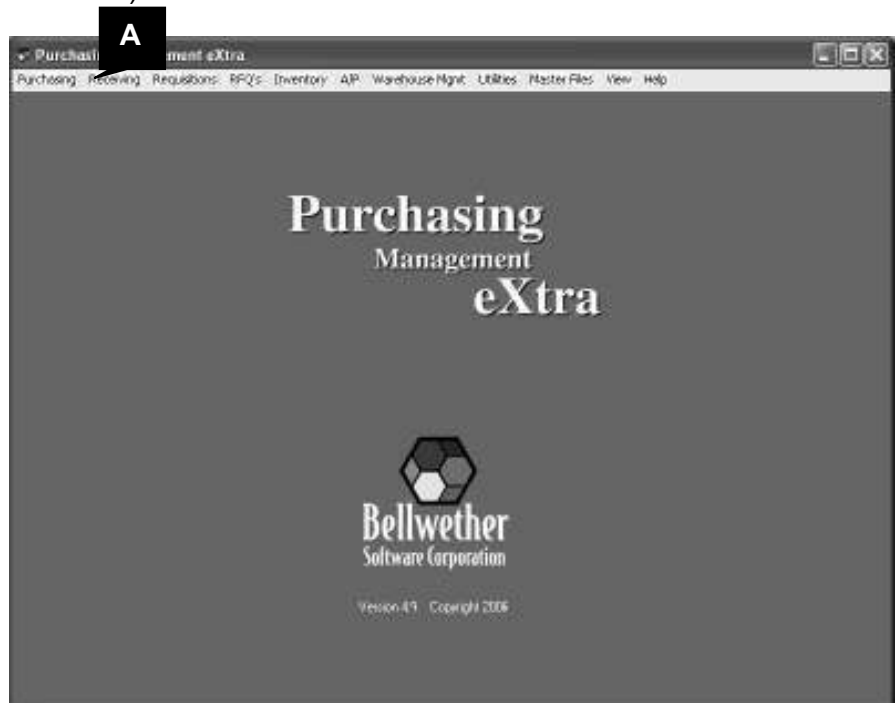 A
Purchasi ement eXtra
Purchasing Receiving Requisitions RFQ's Inventory A/P Warehouse Mgmt Utilities Master Files View Help
Purchasing
Management
eXtra
Bellwether
Software Corporation
Version 4.9 Copyright 2006